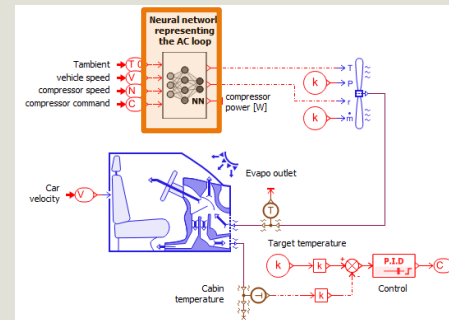 Neural network
representing
the AC loop
Tambient
T
vehicle speed
V
compressor speed
N
compressor command
C
NN
compressor
power [W]
k
k
T
P
r
ṁ
Car
velocity
V
Evapo outlet
T
Target temperature
k
k
+
-
P.I.D
C
Control
Cabin
temperature
T
k